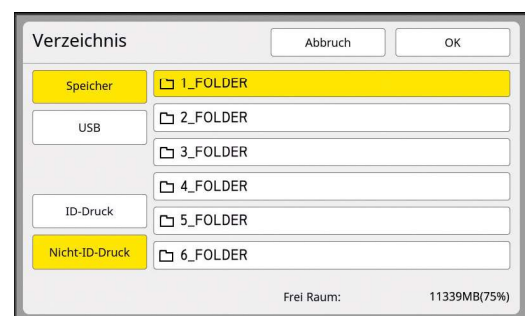 Verzeichnis
Abbruch
OK
Speicher
USB
ID-Druck
Nicht-ID-Druck
1_FOLDER
2_FOLDER
3_FOLDER
4_FOLDER
5_FOLDER
6_FOLDER
Frei Raum: 11339MB(75%)